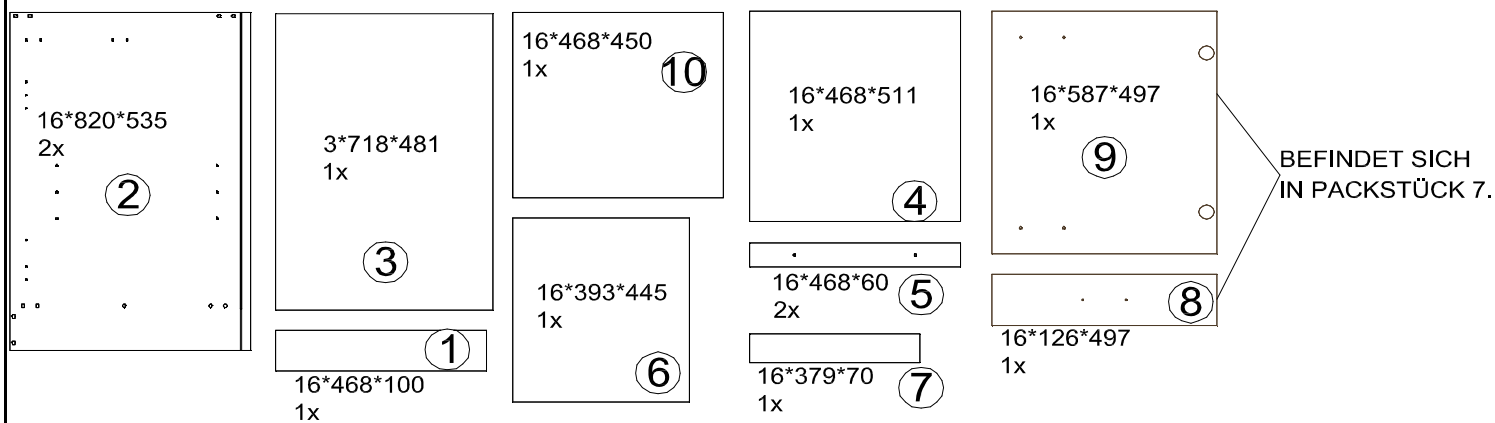 16*820*535
2x
2
3*718*481
1x
3
1
16*468*100
1x
16*468*450
1x
10
16*393*445
1x
6
16*468*511
1x
4
16*468*60
2x
5
16*379*70
1x
7
16*587*497
1x
9
8
16*126*497
1x
BEFINDET SICH
IN PACKSTÜCK 7.